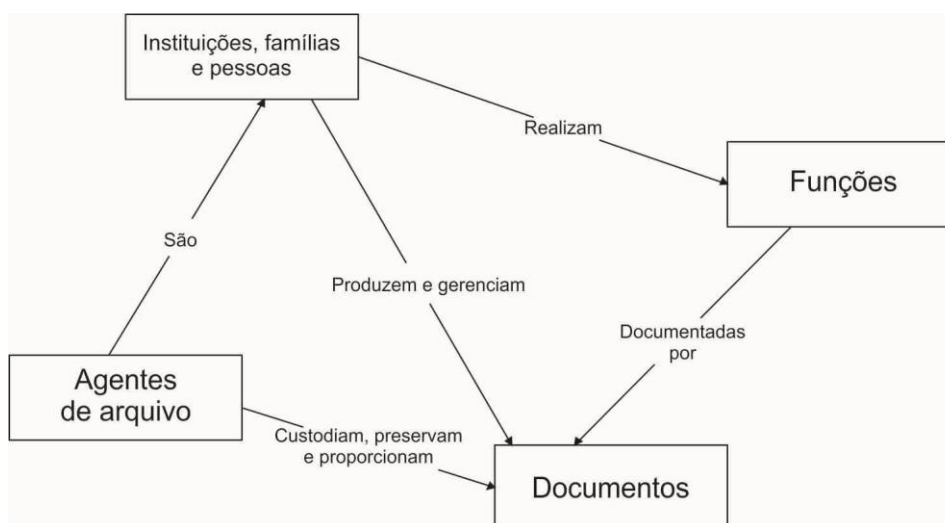 Instituições, famílias
e pessoas
Realizam
Funções
São
Produzem e gerenciam
Documentadas
por
Agentes
de arquivo
Custodiam, preservam
e proporcionam
Documentos